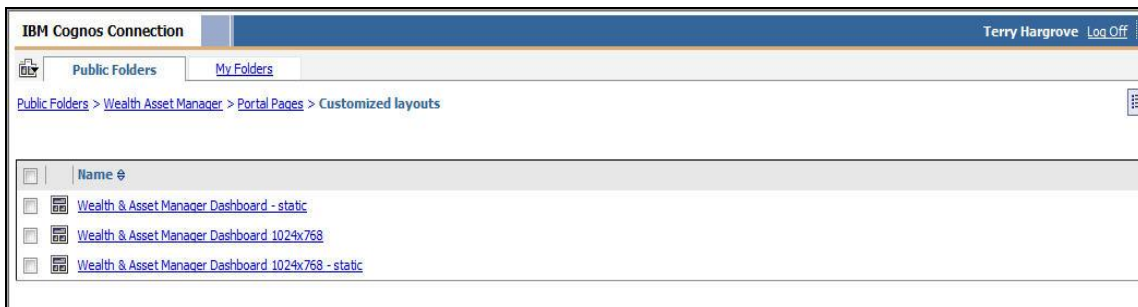 IBM Cognos Connection
Terry Hargrove Log Off
Public Folders My Folders
Public Folders > Wealth Asset Manager > Portal Pages > Customized layouts
Name
Wealth & Asset Manager Dashboard - static
Wealth & Asset Manager Dashboard 1024x768
Wealth & Asset Manager Dashboard 1024x768 - static